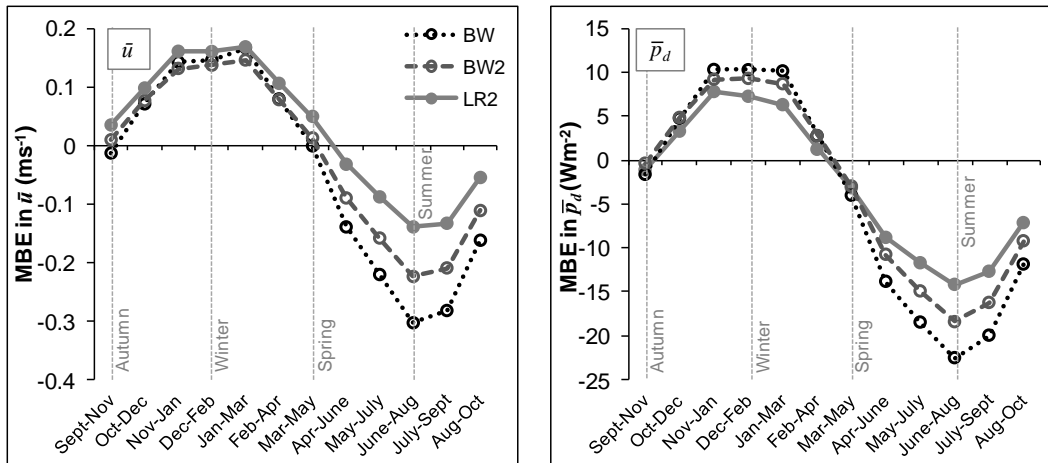 ū
BW
BW2
LR2
MBE in ū (ms-1)
0.2
0.1
0
-0.1
-0.2
-0.3
-0.4
Autumn
Winter
Spring
Summer
Sept-Nov
Oct-Dec
Nov-Jan
Dec-Feb
Jan-Mar
Feb-Apr
Mar-May
Apr-June
May-July
June-Aug
July-Sept
Aug-Oct
p̄d
MBE in p̄d(Wm-2)
15
10
5
0
-5
-10
-15
-20
-25
Autumn
Winter
Spring
Summer
Sept-Nov
Oct-Dec
Nov-Jan
Dec-Feb
Jan-Mar
Feb-Apr
Mar-May
Apr-June
May-July
June-Aug
July-Sept
Aug-Oct